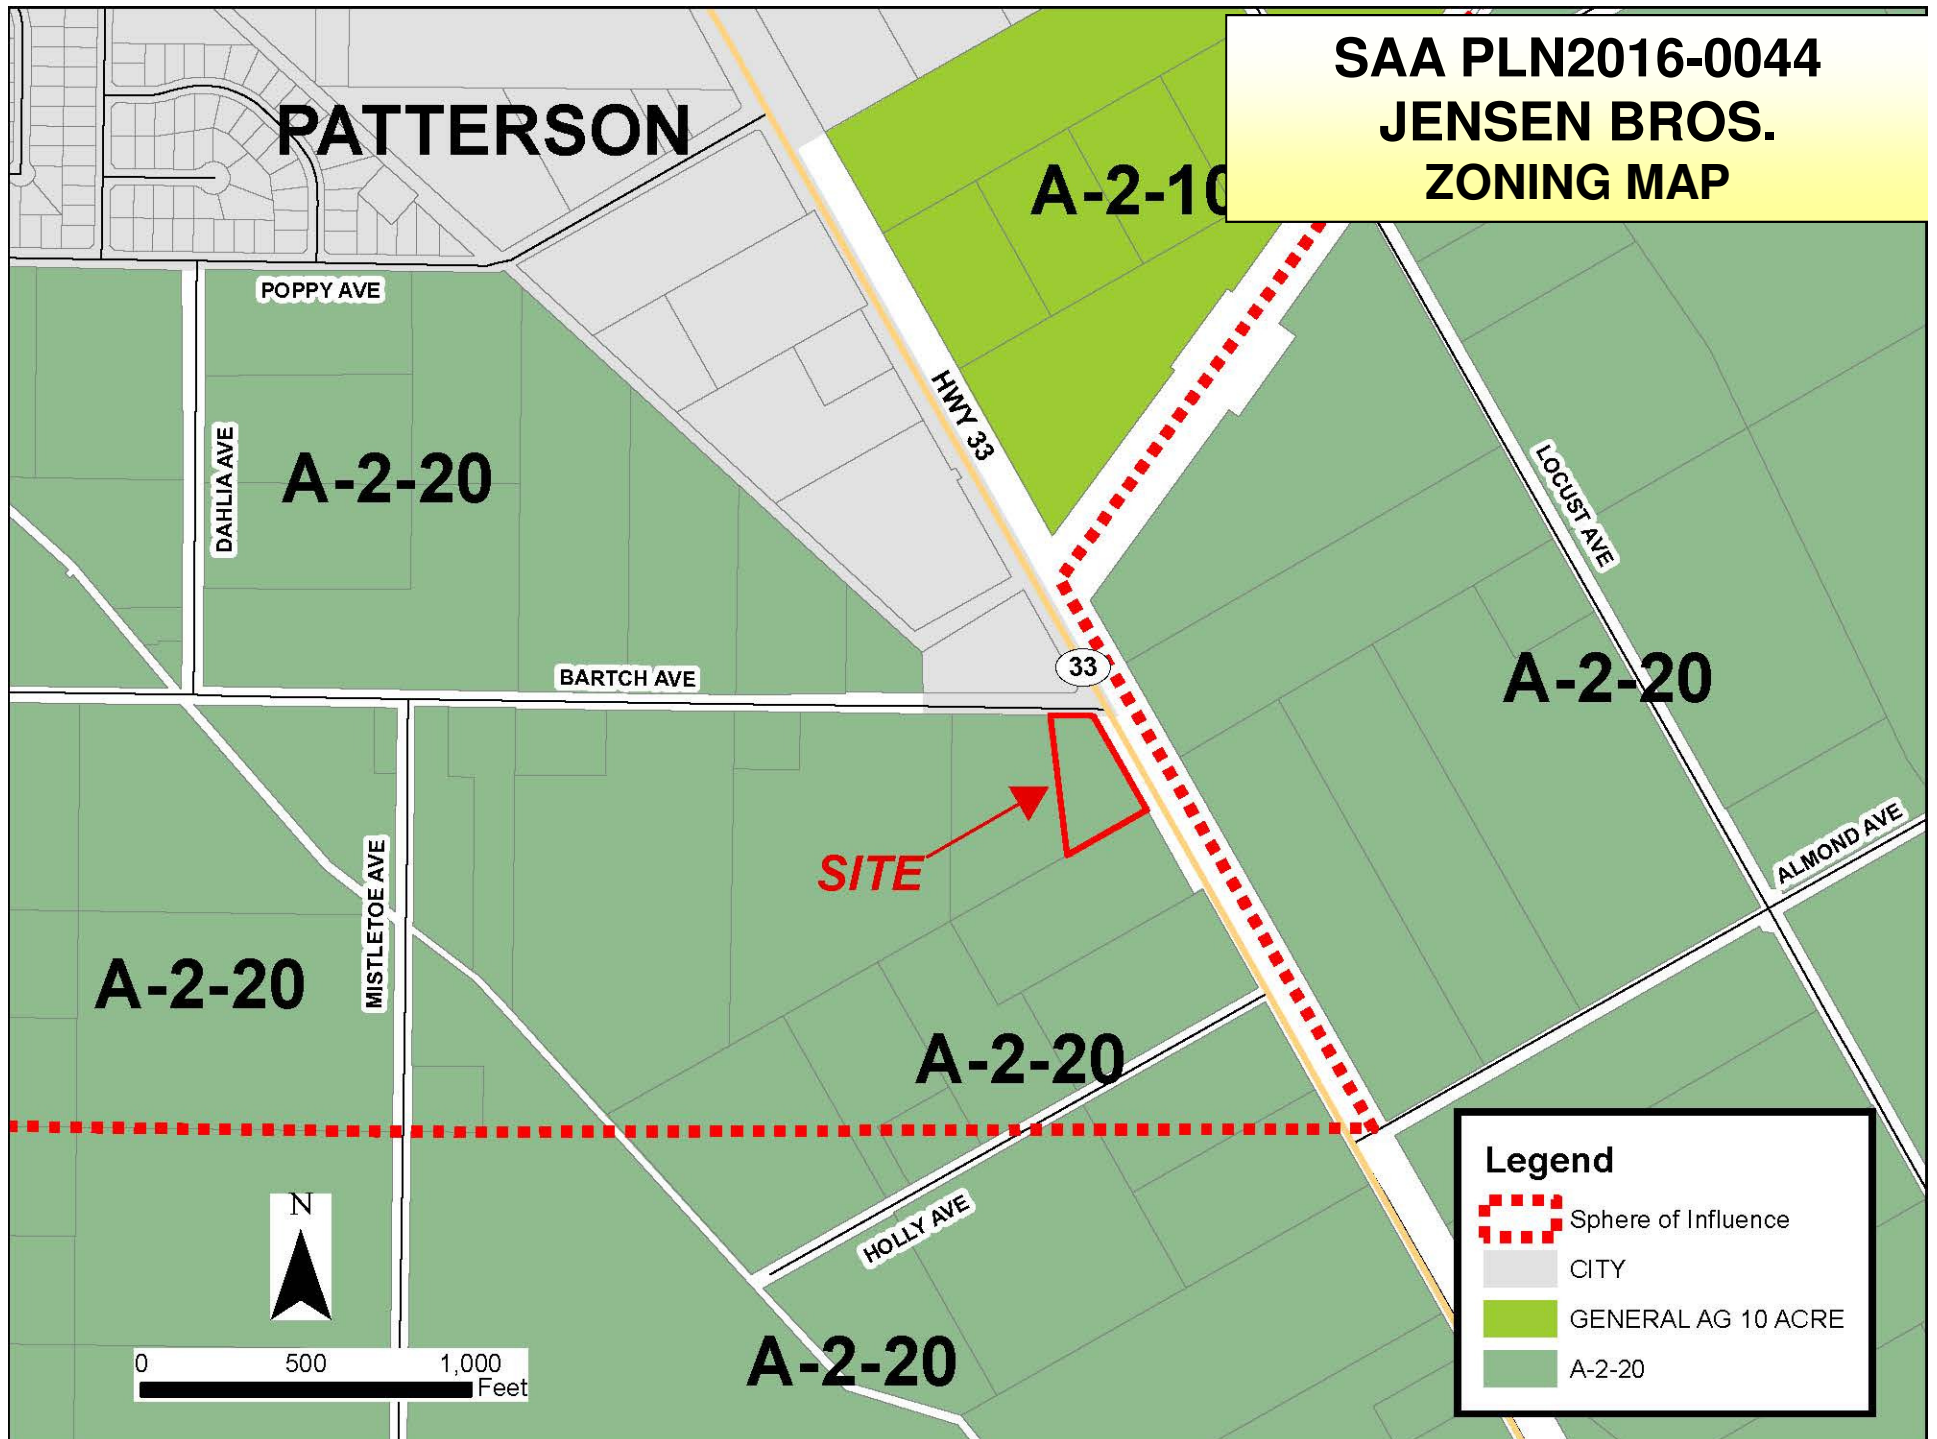 SAA PLN2016-0044
JENSEN BROS.
ZONING MAP
PATTERSON
A-2-10
POPPY AVE
HWY 33
DAHLIA AVE
A-2-20
LOCUST AVE
33
BARTCH AVE
A-2-20
SITE
ALMOND AVE
MISTLETOE AVE
A-2-20
A-2-20
HOLLY AVE
A-2-20
N
0 500 1,000
Feet
Legend
Sphere of Influence
CITY
GENERAL AG 10 ACRE
A-2-20